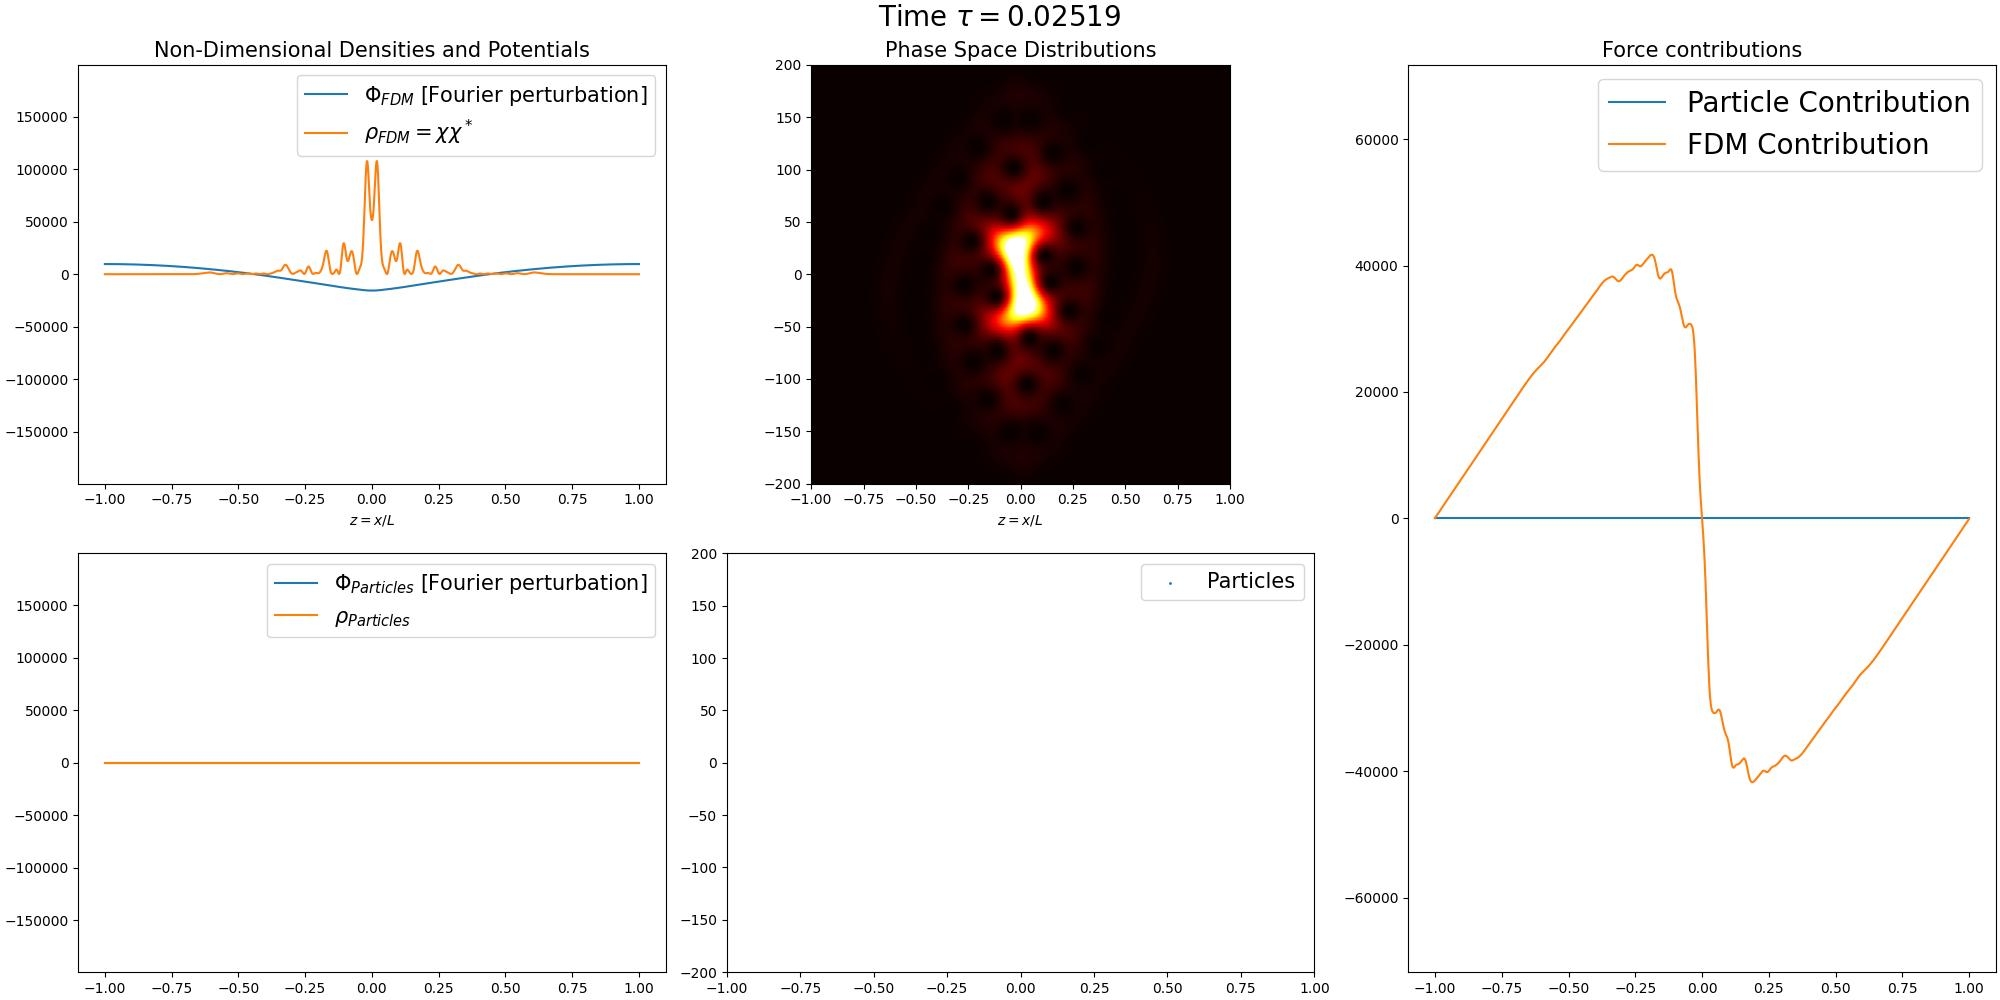 Time τ = 0.02519
Non-Dimensional Densities and Potentials
Φ_FDM [Fourier perturbation]
ρ_FDM = χχ*
150000
100000
50000
0
−50000
−100000
−150000
−1.00 −0.75 −0.50 −0.25 0.00 0.25 0.50 0.75 1.00
z = x/L
Phase Space Distributions
200
150
100
50
0
−50
−100
−150
−200
−1.00 −0.75 −0.50 −0.25 0.00 0.25 0.50 0.75 1.00
z = x/L
Force contributions
Particle Contribution
FDM Contribution
60000
40000
20000
0
−20000
−40000
−60000
−1.00 −0.75 −0.50 −0.25 0.00 0.25 0.50 0.75 1.00
Φ_Particles [Fourier perturbation]
ρ_Particles
150000
100000
50000
0
−50000
−100000
−150000
−1.00 −0.75 −0.50 −0.25 0.00 0.25 0.50 0.75 1.00
Particles
200
150
100
50
0
−50
−100
−150
−200
−1.00 −0.75 −0.50 −0.25 0.00 0.25 0.50 0.75 1.00